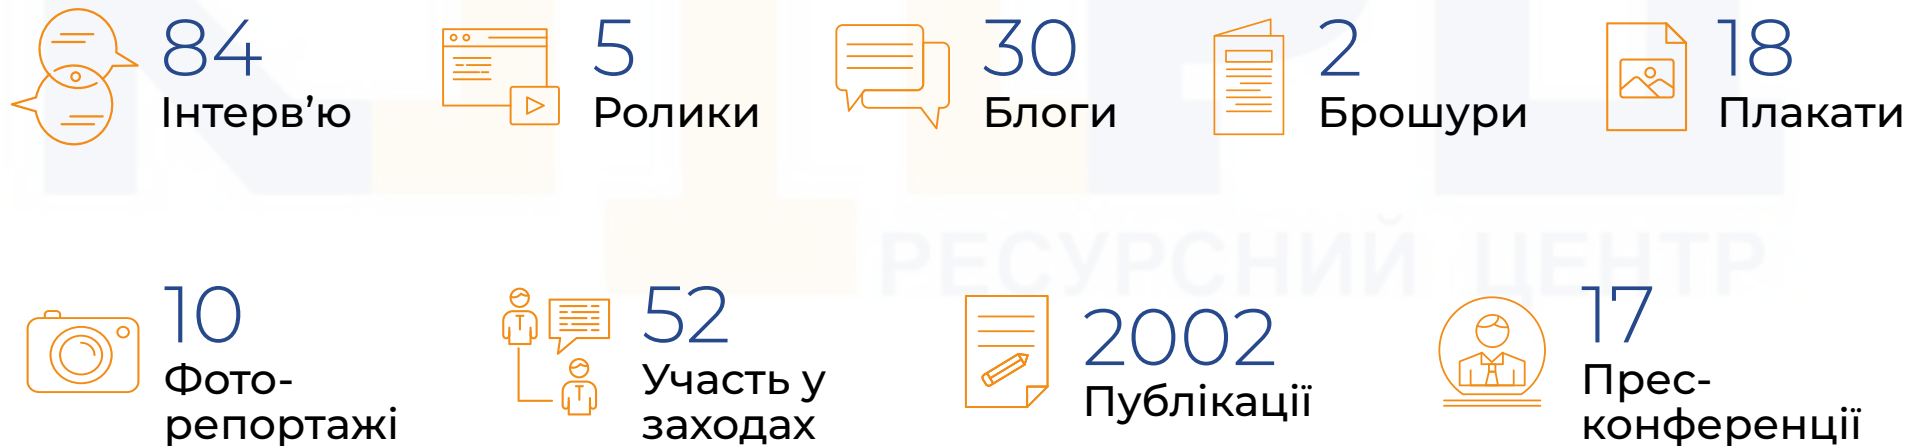 84
Інтерв’ю
5
Ролики
30
Блоги
2
Брошури
18
Плакати
РЕСУРСНИЙ ЦЕНТР
10
Фото-
репортажі
52
Участь у
заходах
2002
Публікації
17
Прес-
конференції